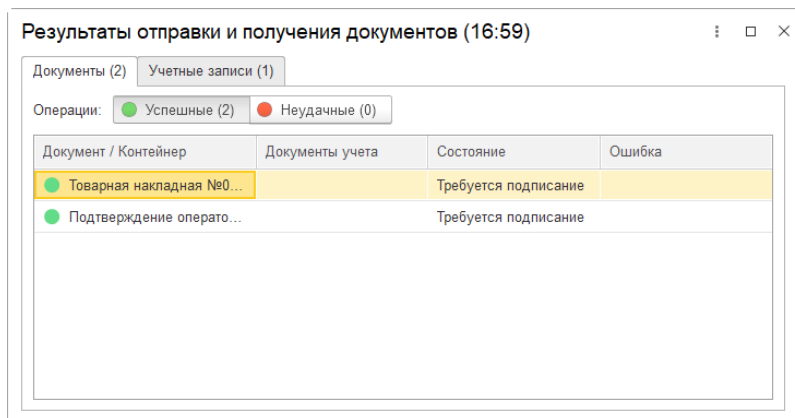 Результаты отправки и получения документов (16:59)
Документы (2) Учетные записи (1)
Операции: Успешные (2) Неудачные (0)
Документ / Контейнер Документы учета Состояние Ошибка
Товарная накладная №0... Требуется подписание
Подтверждение операто... Требуется подписание